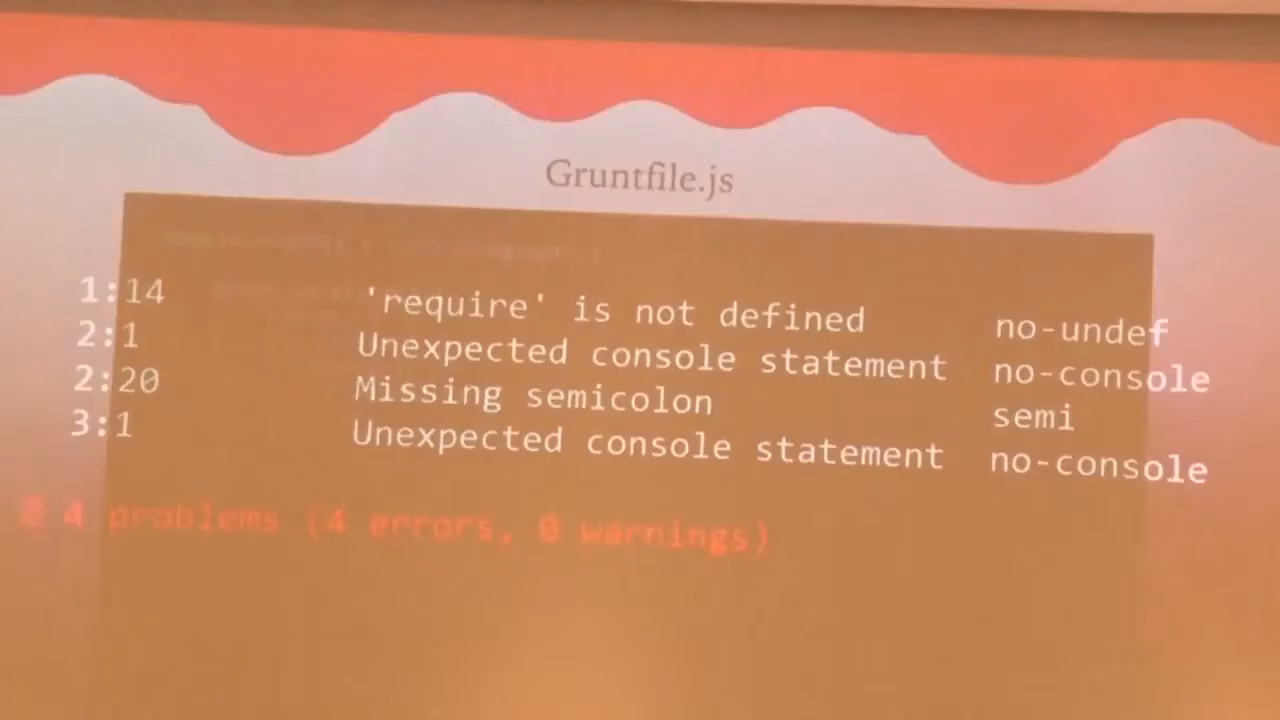 Gruntfile.js
1:14 'require' is not defined no-undef
2:1 Unexpected console statement no-console
2:20 Missing semicolon semi
3:1 Unexpected console statement no-console
4 problems (4 errors, 0 warnings)